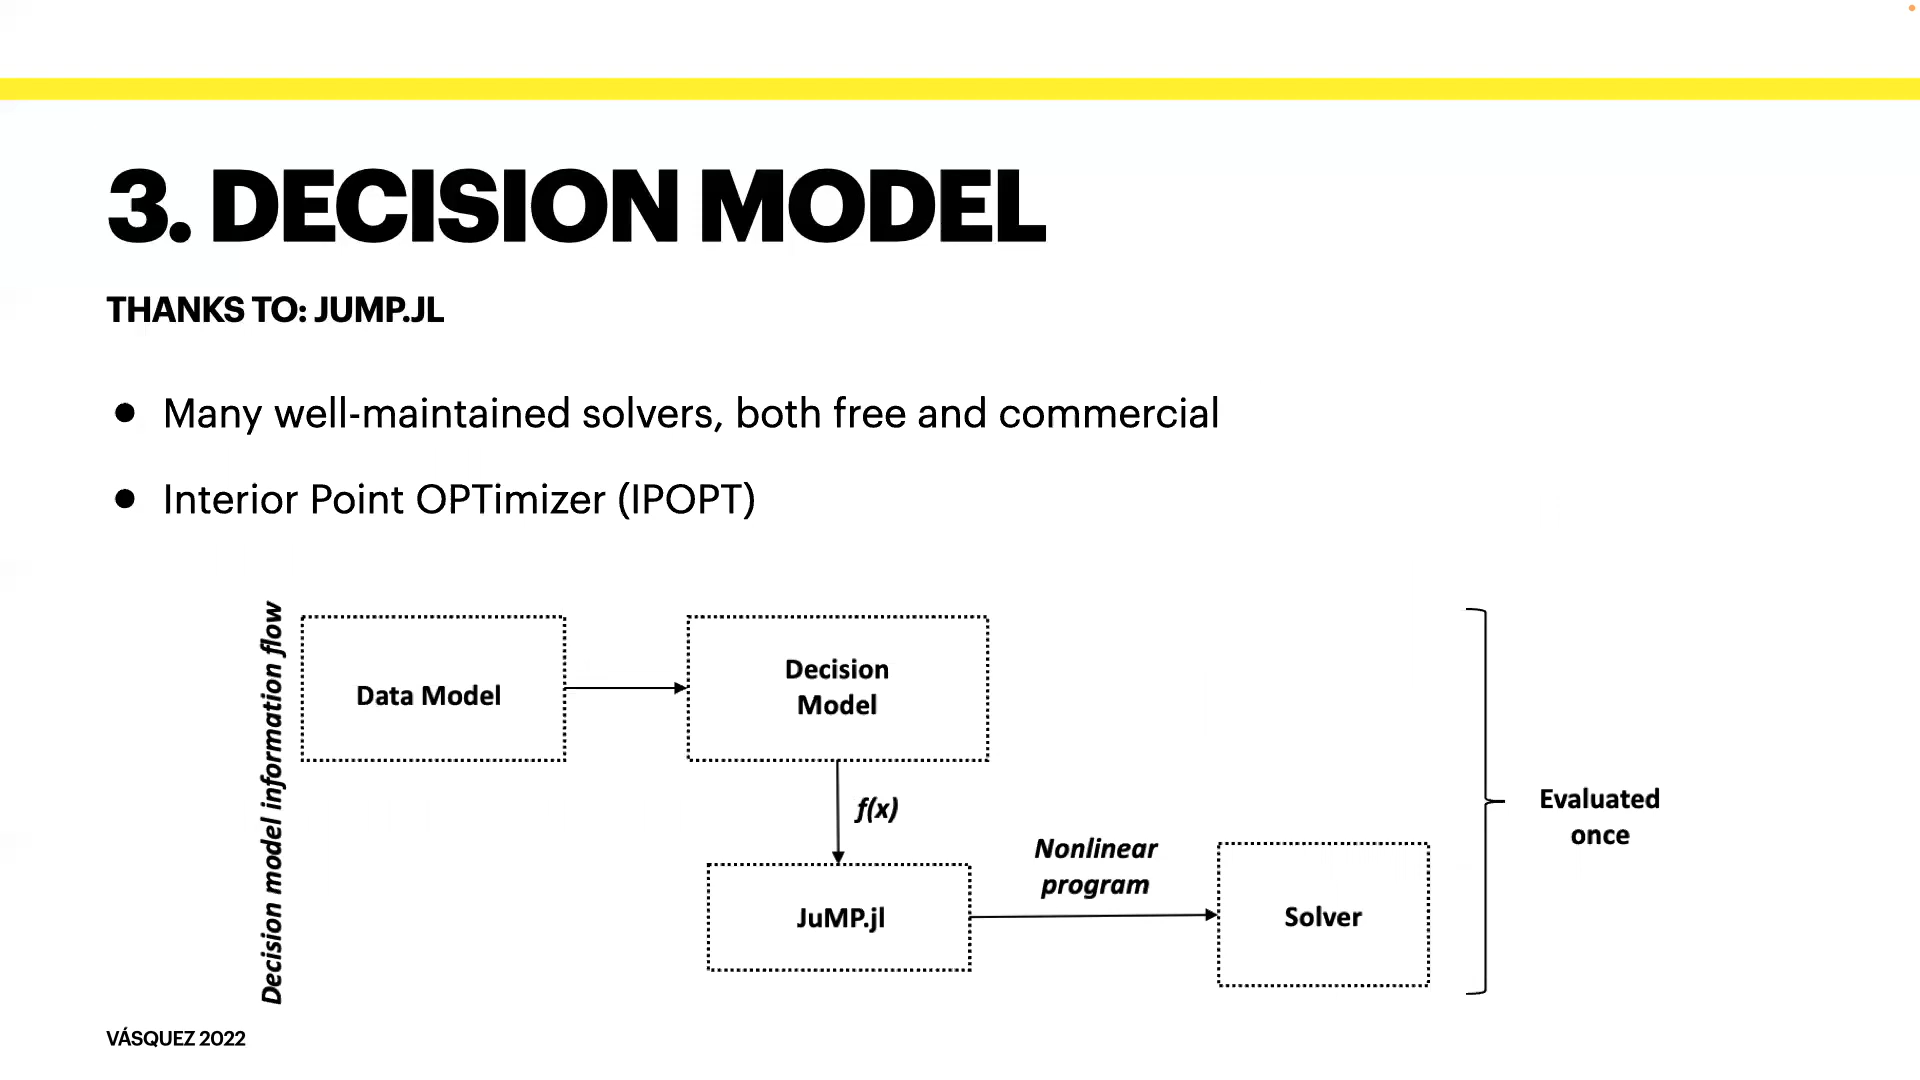 3. DECISION MODEL
THANKS TO: JUMP.JL
● Many well-maintained solvers, both free and commercial
● Interior Point OPTimizer (IPOPT)
Decision model information flow
Data Model
Decision
Model
f(x)
JuMP.jl
Nonlinear
program
Solver
Evaluated
once
VÁSQUEZ 2022